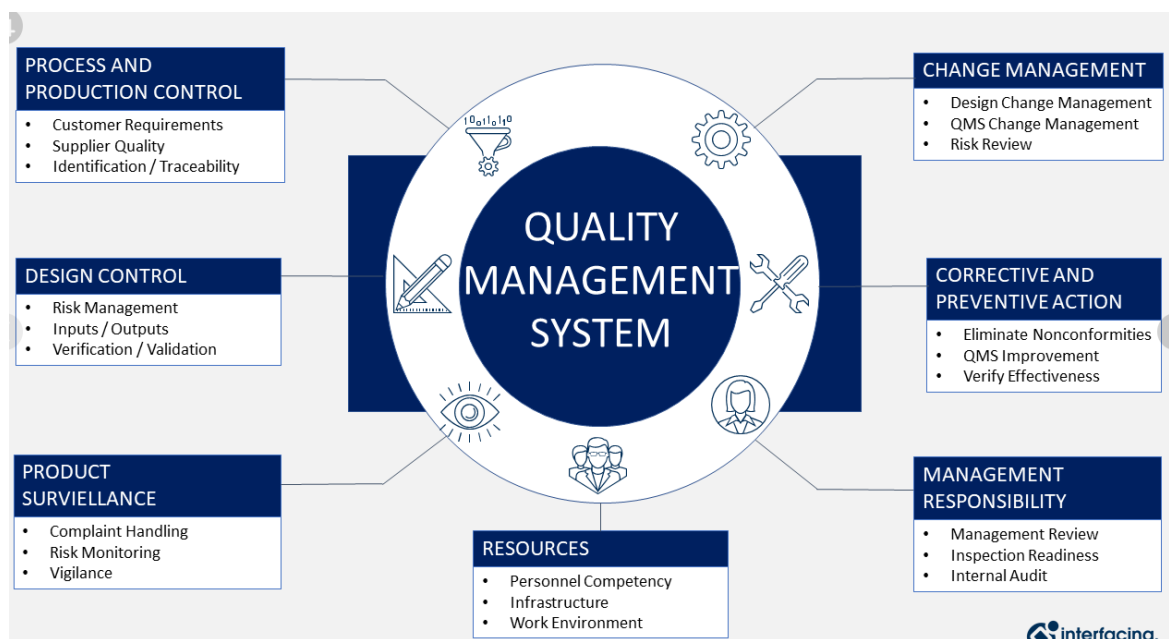 PROCESS AND
PRODUCTION CONTROL
• Customer Requirements
• Supplier Quality
• Identification / Traceability
DESIGN CONTROL
• Risk Management
• Inputs / Outputs
• Verification / Validation
PRODUCT
SURVIELLANCE
• Complaint Handling
• Risk Monitoring
• Vigilance
10011010
QUALITY
MANAGEMENT
SYSTEM
RESOURCES
• Personnel Competency
• Infrastructure
• Work Environment
CHANGE MANAGEMENT
• Design Change Management
• QMS Change Management
• Risk Review
CORRECTIVE AND
PREVENTIVE ACTION
• Eliminate Nonconformities
• QMS Improvement
• Verify Effectiveness
MANAGEMENT
RESPONSIBILITY
• Management Review
• Inspection Readiness
• Internal Audit
interfacing